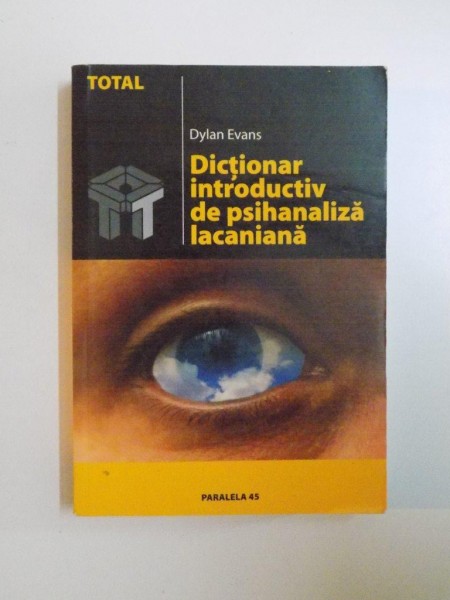 TOTAL
Dylan Evans
Dicționar
introductiv
de psihanaliză
lacaniană
PARALELA 45